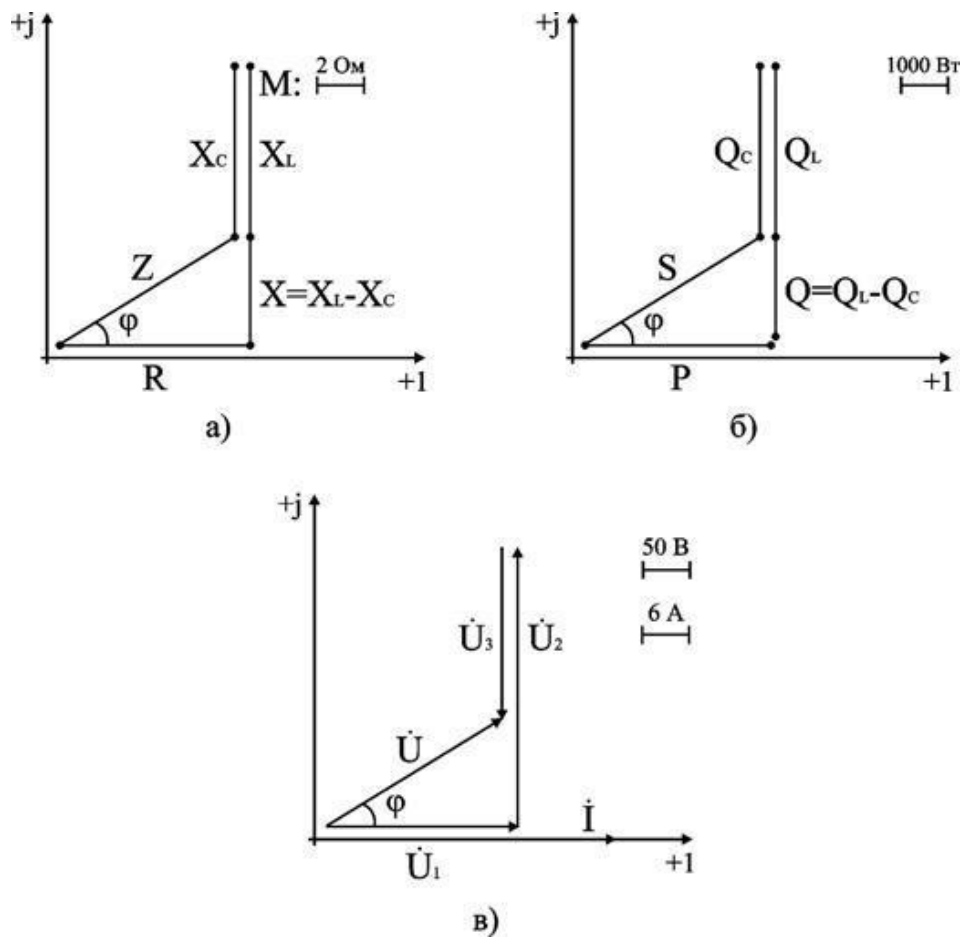 +j
M: 2 Ом
X_C X_L
Z
X=X_L-X_C
φ
R
+1
а)
+j
1000 Вт
Q_C Q_L
S
Q=Q_L-Q_C
φ
P
+1
б)
+j
50 В
6 А
U̇₃ U̇₂
U̇
φ
İ
U̇₁
+1
в)